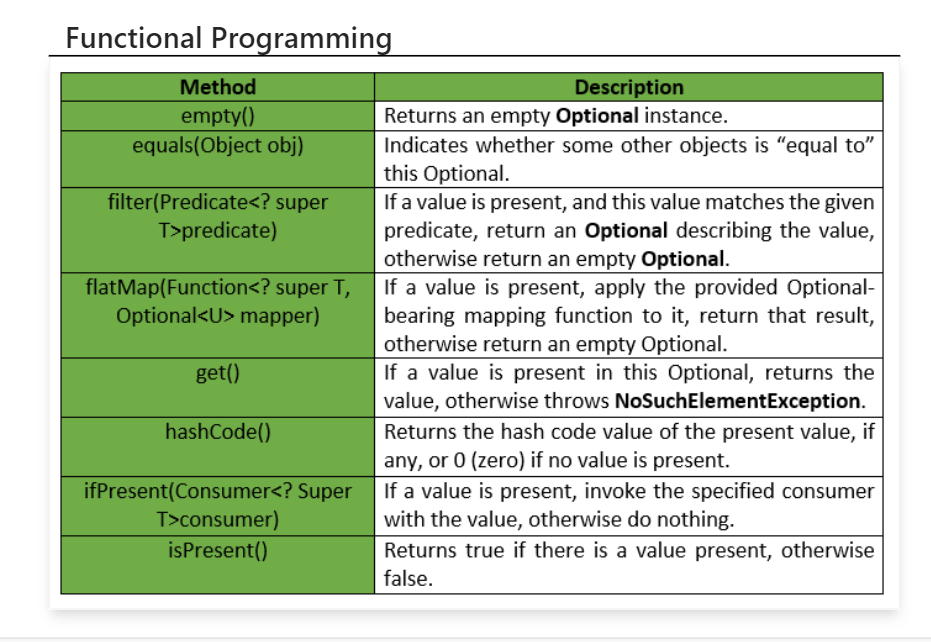 Functional Programming
Method
Description
empty()
Returns an empty Optional instance.
equals(Object obj)
Indicates whether some other objects is “equal to”
this Optional.
filter(Predicate<? super
T>predicate)
If a value is present, and this value matches the given
predicate, return an Optional describing the value,
otherwise return an empty Optional.
flatMap(Function<? super T,
Optional<U> mapper)
If a value is present, apply the provided Optional-
bearing mapping function to it, return that result,
otherwise return an empty Optional.
get()
If a value is present in this Optional, returns the
value, otherwise throws NoSuchElementException.
hashCode()
Returns the hash code value of the present value, if
any, or 0 (zero) if no value is present.
ifPresent(Consumer<? Super
T>consumer)
If a value is present, invoke the specified consumer
with the value, otherwise do nothing.
isPresent()
Returns true if there is a value present, otherwise
false.